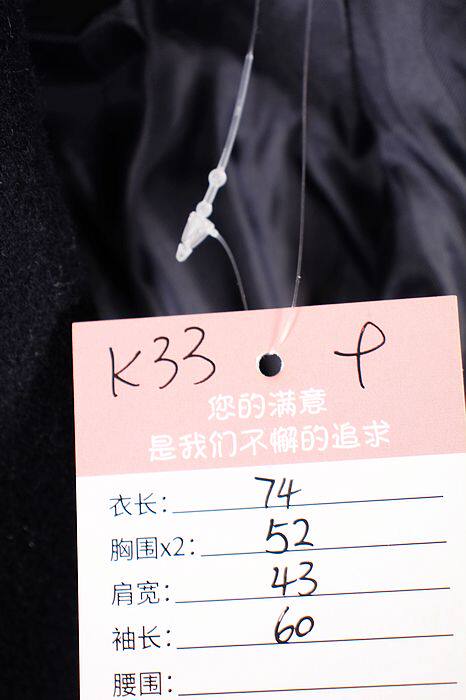 K33
您的满意
是我们不懈的追求
衣长: 74
胸围x2: 52
肩宽: 43
袖长: 60
腰围: